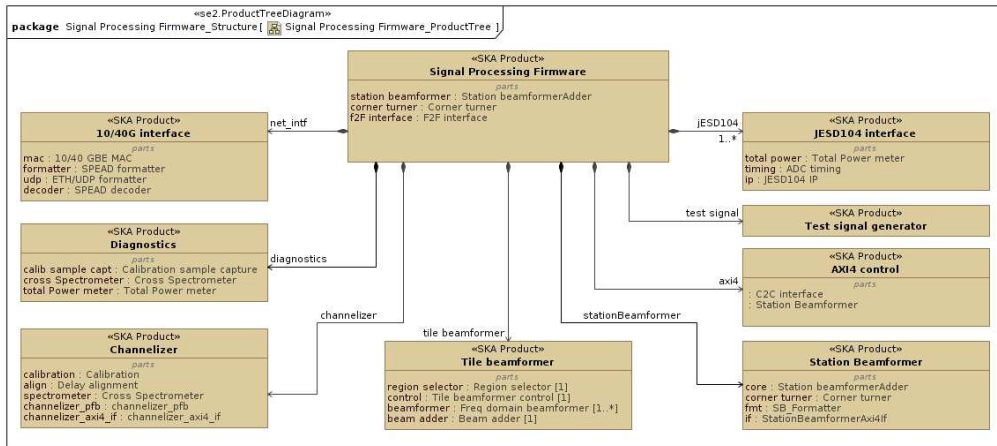 «se2.ProductTreeDiagram»
package Signal Processing Firmware_Structure[ Signal Processing Firmware_ProductTree ]
«SKA Product»
Signal Processing Firmware
parts
station beamformer : Station beamformerAdder
corner turner : Corner turner
f2F interface : F2F interface
net_intf
«SKA Product»
10/40G interface
parts
mac : 10/40 GBE MAC
formatter : SPEAD formatter
udp : ETH/UDP formatter
decoder : SPEAD decoder
jESD104
1..*
«SKA Product»
JESD104 interface
parts
total power : Total Power meter
timing : ADC timing
ip : JESD104 IP
test signal
«SKA Product»
Test signal generator
diagnostics
«SKA Product»
Diagnostics
parts
calib sample capt : Calibration sample capture
cross Spectrometer : Cross Spectrometer
total Power meter : Total Power meter
axi4
«SKA Product»
AXI4 control
parts
: C2C interface
: Station Beamformer
channelizer
«SKA Product»
Channelizer
parts
calibration : Calibration
align : Delay alignment
spectrometer : Cross Spectrometer
channelizer_pfb : channelizer_pfb
channelizer_axi4_if : channelizer_axi4_if
tile beamformer
«SKA Product»
Tile beamformer
parts
region selector : Region selector [1]
control : Tile beamformer control [1]
beamformer : Freq domain beamformer [1..*]
beam adder : Beam adder [1]
stationBeamformer
«SKA Product»
Station Beamformer
parts
core : Station beamformerAdder
corner turner : Corner turner
fmt : SB_Formatter
if : StationBeamformerAxi4If